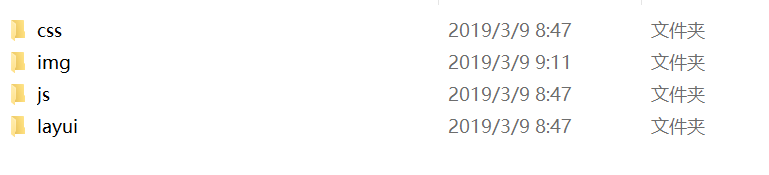 css 2019/3/9 8:47 文件夹
img 2019/3/9 9:11 文件夹
js 2019/3/9 8:47 文件夹
layui 2019/3/9 8:47 文件夹